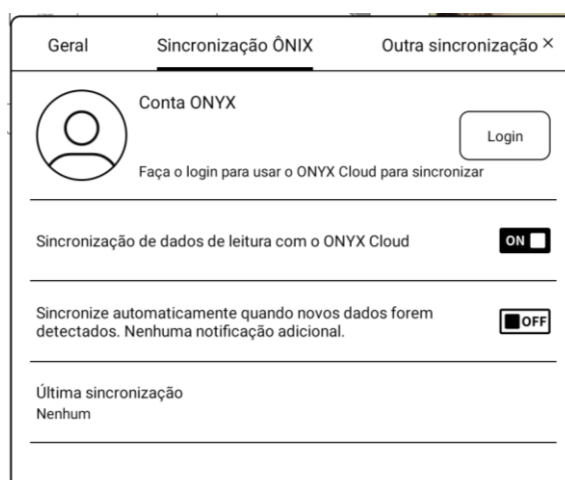 Geral Sincronização ÔNIX Outra sincronização ×
Conta ONYX
Login
Faça o login para usar o ONYX Cloud para sincronizar
Sincronização de dados de leitura com o ONYX Cloud ON
Sincronize automaticamente quando novos dados forem
detectados. Nenhuma notificação adicional. OFF
Última sincronização
Nenhum